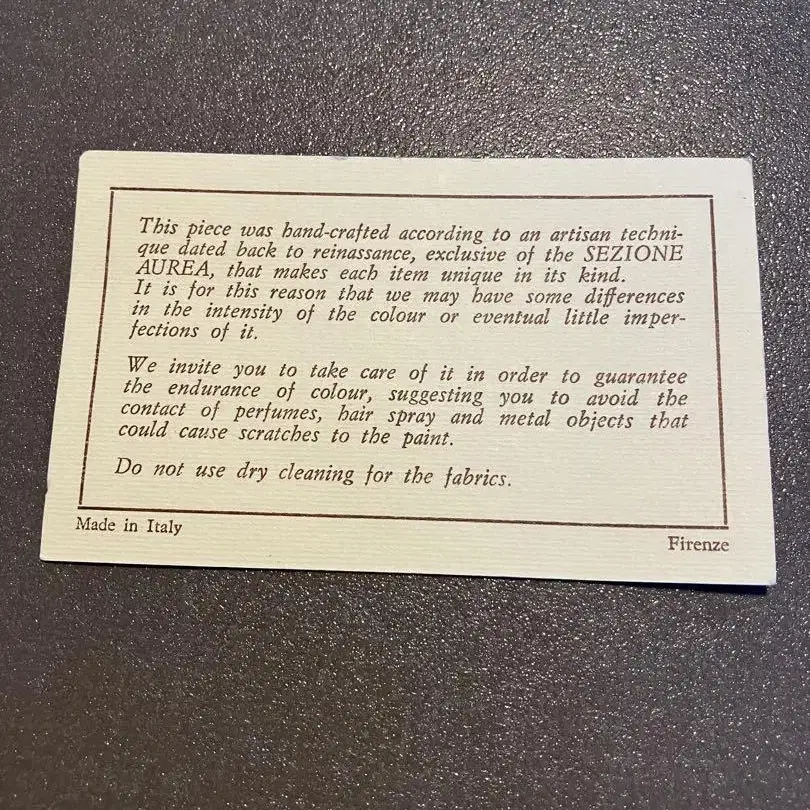 This piece was hand-crafted according to an artisan techni-
que dated back to reinassance, exclusive of the SEZIONE
AUREA, that makes each item unique in its kind.
It is for this reason that we may have some differences
in the intensity of the colour or eventual little imper-
fections of it.
We invite you to take care of it in order to guarantee
the endurance of colour, suggesting you to avoid the
contact of perfumes, hair spray and metal objects that
could cause scratches to the paint.
Do not use dry cleaning for the fabrics.
Made in Italy
Firenze